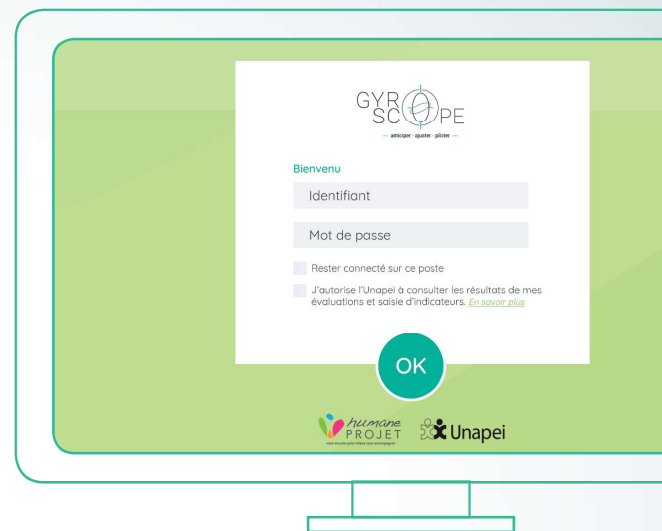 GYR
SC PE
anticiper - ajuster - piloter
Bienvenu
Identifiant
Mot de passe
Rester connecté sur ce poste
J'autorise l'Unapei à consulter les résultats de mes
évaluations et saisie d'indicateurs. En savoir plus
OK
humane
PROJET
Unapei